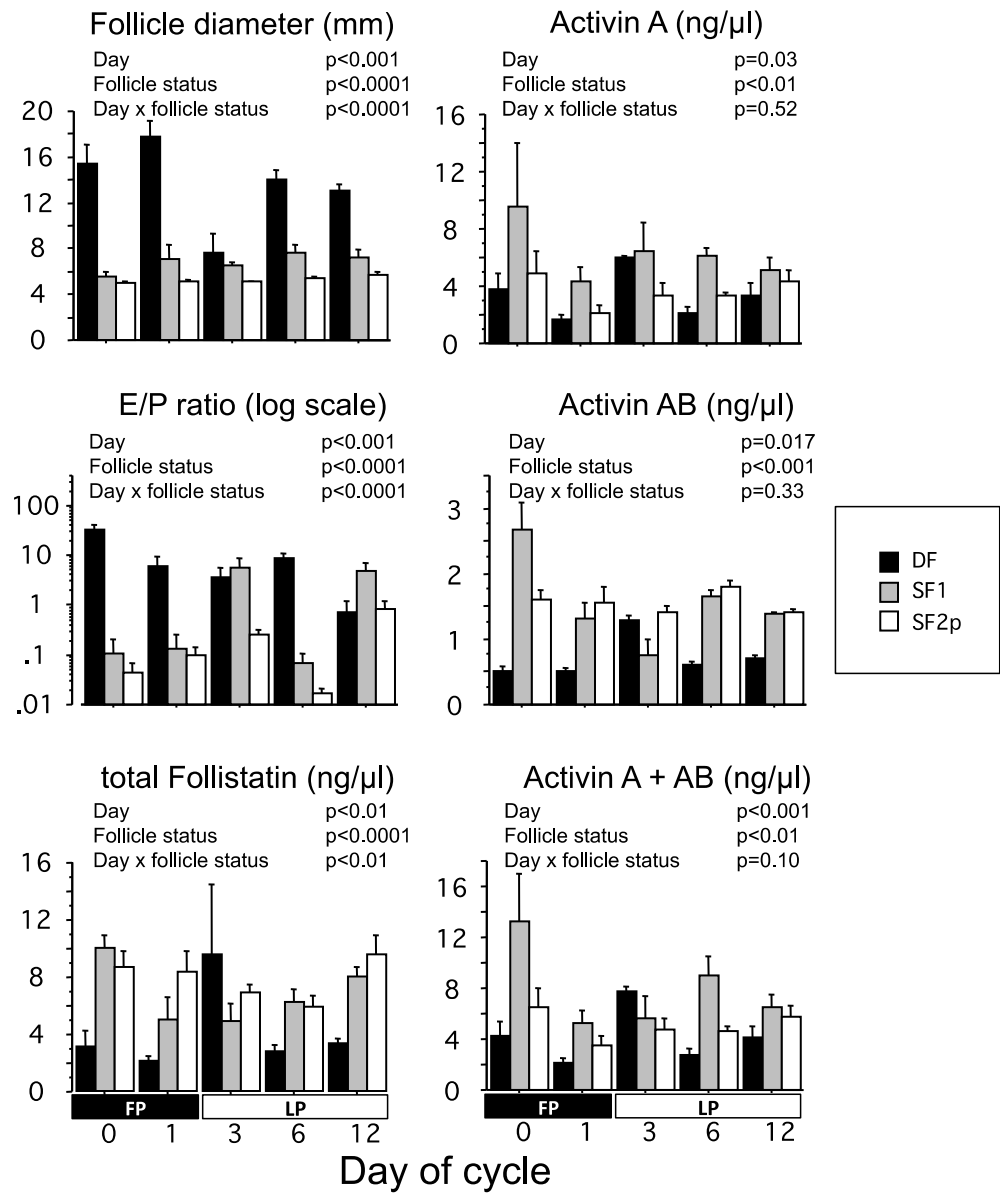 Follicle diameter (mm)
Day p<0.001
Follicle status p<0.0001
Day x follicle status p<0.0001
20
16
12
8
4
0
Activin A (ng/µl)
Day p=0.03
Follicle status p<0.01
Day x follicle status p=0.52
16
12
8
4
0
E/P ratio (log scale)
Day p<0.001
Follicle status p<0.0001
Day x follicle status p<0.0001
100
10
1
.1
.01
Activin AB (ng/µl)
Day p=0.017
Follicle status p<0.001
Day x follicle status p=0.33
3
2
1
0
DF
SF1
SF2p
total Follistatin (ng/µl)
Day p<0.01
Follicle status p<0.0001
Day x follicle status p<0.01
16
12
8
4
0
FP LP
0 1 3 6 12
Activin A + AB (ng/µl)
Day p<0.001
Follicle status p<0.01
Day x follicle status p=0.10
16
12
8
4
0
FP LP
0 1 3 6 12
Day of cycle